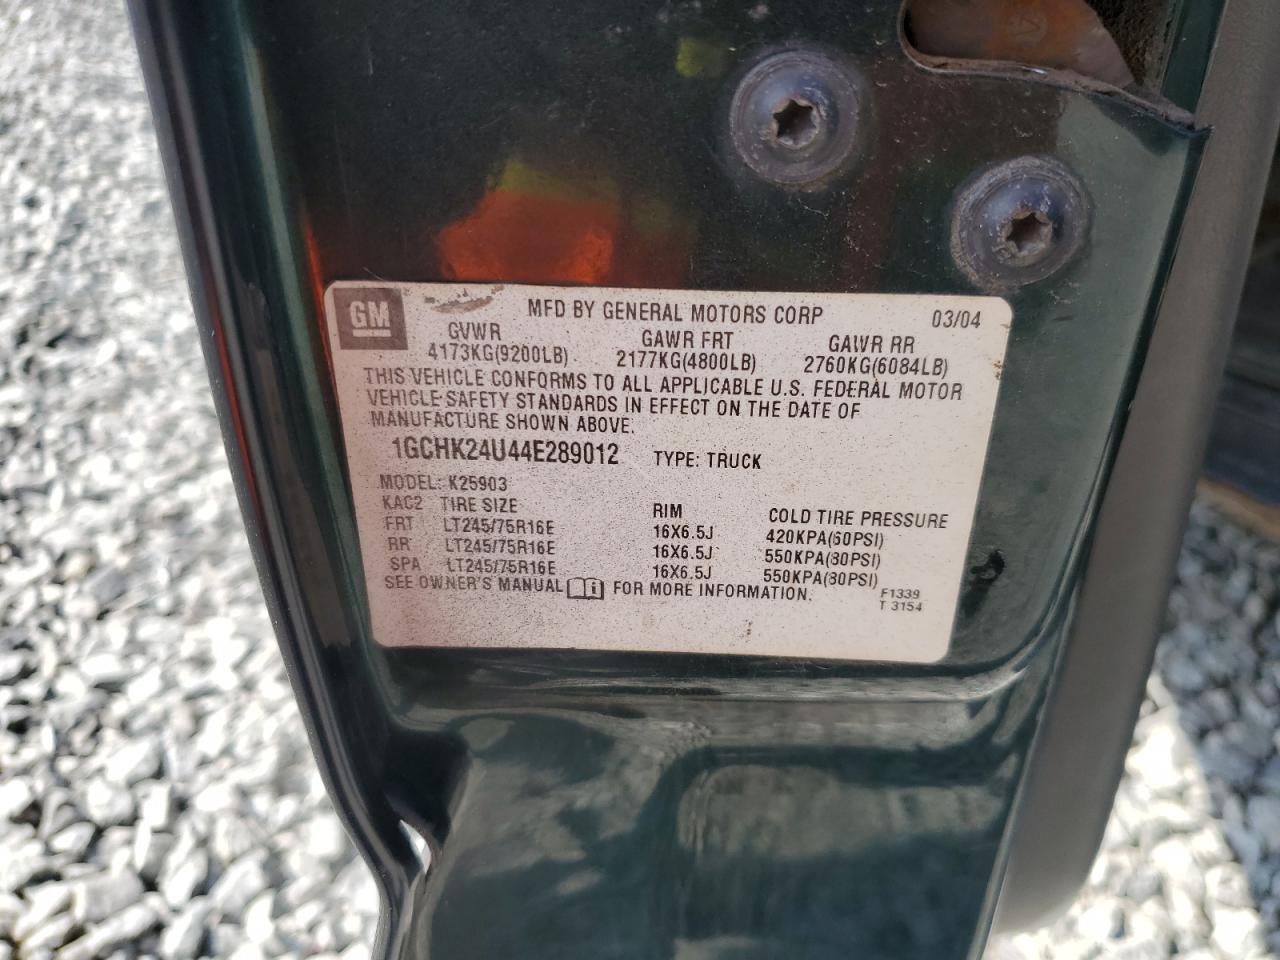 GM
MFD BY GENERAL MOTORS CORP 03/04
GVWR GAWR FRT GAWR RR
4173KG(9200LB) 2177KG(4800LB) 2760KG(6084LB)
THIS VEHICLE CONFORMS TO ALL APPLICABLE U.S. FEDERAL MOTOR
VEHICLE SAFETY STANDARDS IN EFFECT ON THE DATE OF
MANUFACTURE SHOWN ABOVE.
1GCHK24U44E289012 TYPE: TRUCK
MODEL: K25903
KAC2 TIRE SIZE RIM COLD TIRE PRESSURE
FRT LT245/75R16E 16X6.5J 420KPA(60PSI)
RR LT245/75R16E 16X6.5J 550KPA(80PSI)
SPA LT245/75R16E 16X6.5J 550KPA(80PSI)
SEE OWNER'S MANUAL FOR MORE INFORMATION.
F1339
T 3154